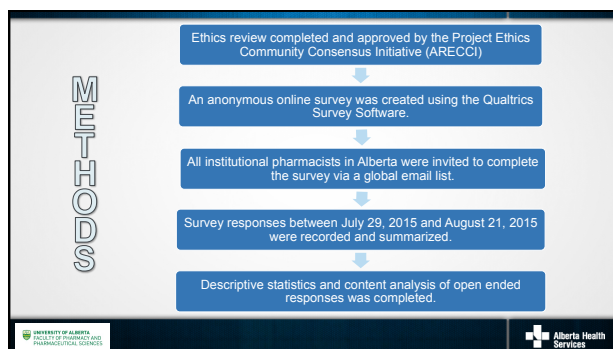 METHODS
Ethics review completed and approved by the Project Ethics
Community Consensus Initiative (ARECCI)
An anonymous online survey was created using the Qualtrics
Survey Software.
All institutional pharmacists in Alberta were invited to complete
the survey via a global email list.
Survey responses between July 29, 2015 and August 21, 2015
were recorded and summarized.
Descriptive statistics and content analysis of open ended
responses was completed.
UNIVERSITY OF ALBERTA
FACULTY OF PHARMACY AND
PHARMACEUTICAL SCIENCES
Alberta Health
Services